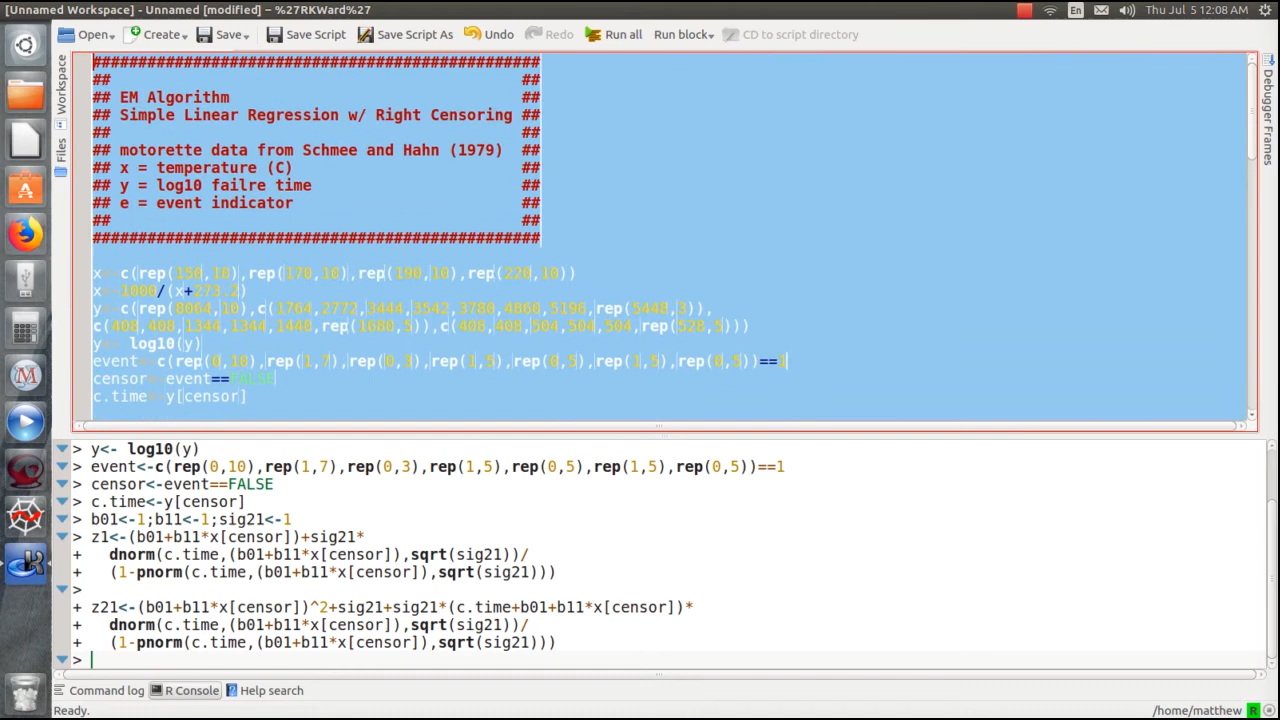 [Unnamed Workspace] - Unnamed [modified] – %27RKWard%27
En
Thu Jul 5 12:08 AM
Open
Create
Save
Save Script
Save Script As
Undo
Redo
Run all
Run block
CD to script directory
Workspace
Files
Debugger Frames
#################################################
## ##
## EM Algorithm ##
## Simple Linear Regression w/ Right Censoring ##
## ##
## motorette data from Schmee and Hahn (1979) ##
## x = temperature (C) ##
## y = log10 failre time ##
## e = event indicator ##
## ##
#################################################
x<-c(rep(150,10),rep(170,10),rep(190,10),rep(220,10))
x<-1000/(x+273.2)
y<-c(rep(8064,10),c(1764,2772,3444,3542,3780,4860,5196,rep(5448,3)),
c(408,408,1344,1344,1440,rep(1680,5)),c(408,408,504,504,504,rep(528,5)))
y<- log10(y)
event<-c(rep(0,10),rep(1,7),rep(0,3),rep(1,5),rep(0,5),rep(1,5),rep(0,5))==1
censor<-event==FALSE
c.time<-y[censor]
> y<- log10(y)
> event<-c(rep(0,10),rep(1,7),rep(0,3),rep(1,5),rep(0,5),rep(1,5),rep(0,5))==1
> censor<-event==FALSE
> c.time<-y[censor]
> b01<-1;b11<-1;sig21<-1
> z1<-(b01+b11*x[censor])+sig21*
+ dnorm(c.time,(b01+b11*x[censor]),sqrt(sig21))/
+ (1-pnorm(c.time,(b01+b11*x[censor]),sqrt(sig21)))
>
+ z21<-(b01+b11*x[censor])^2+sig21+sig21*(c.time+b01+b11*x[censor])*
+ dnorm(c.time,(b01+b11*x[censor]),sqrt(sig21))/
+ (1-pnorm(c.time,(b01+b11*x[censor]),sqrt(sig21)))
>
Command log
R Console
Help search
Ready.
/home/matthew
R